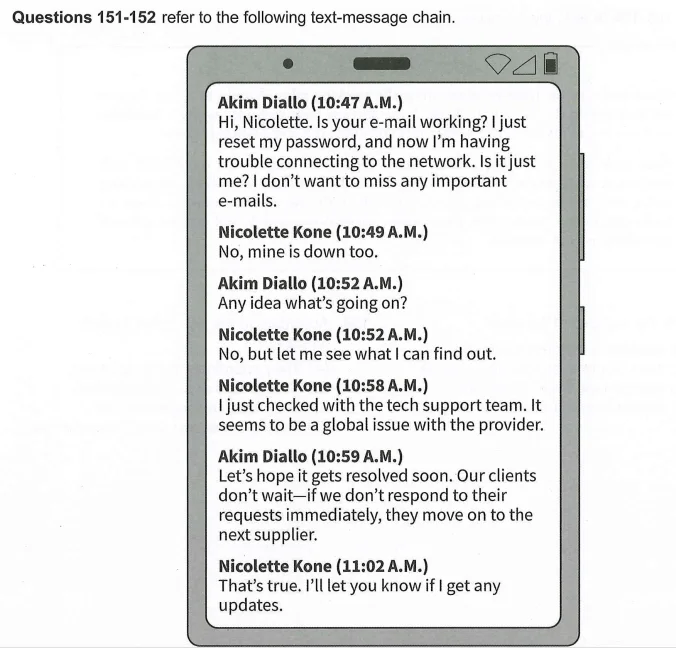 Questions 151-152 refer to the following text-message chain.
Akim Diallo (10:47 A.M.)
Hi, Nicolette. Is your e-mail working? I just
reset my password, and now I'm having
trouble connecting to the network. Is it just
me? I don't want to miss any important
e-mails.
Nicolette Kone (10:49 A.M.)
No, mine is down too.
Akim Diallo (10:52 A.M.)
Any idea what's going on?
Nicolette Kone (10:52 A.M.)
No, but let me see what I can find out.
Nicolette Kone (10:58 A.M.)
I just checked with the tech support team. It
seems to be a global issue with the provider.
Akim Diallo (10:59 A.M.)
Let's hope it gets resolved soon. Our clients
don't wait—if we don't respond to their
requests immediately, they move on to the
next supplier.
Nicolette Kone (11:02 A.M.)
That's true. I'll let you know if I get any
updates.